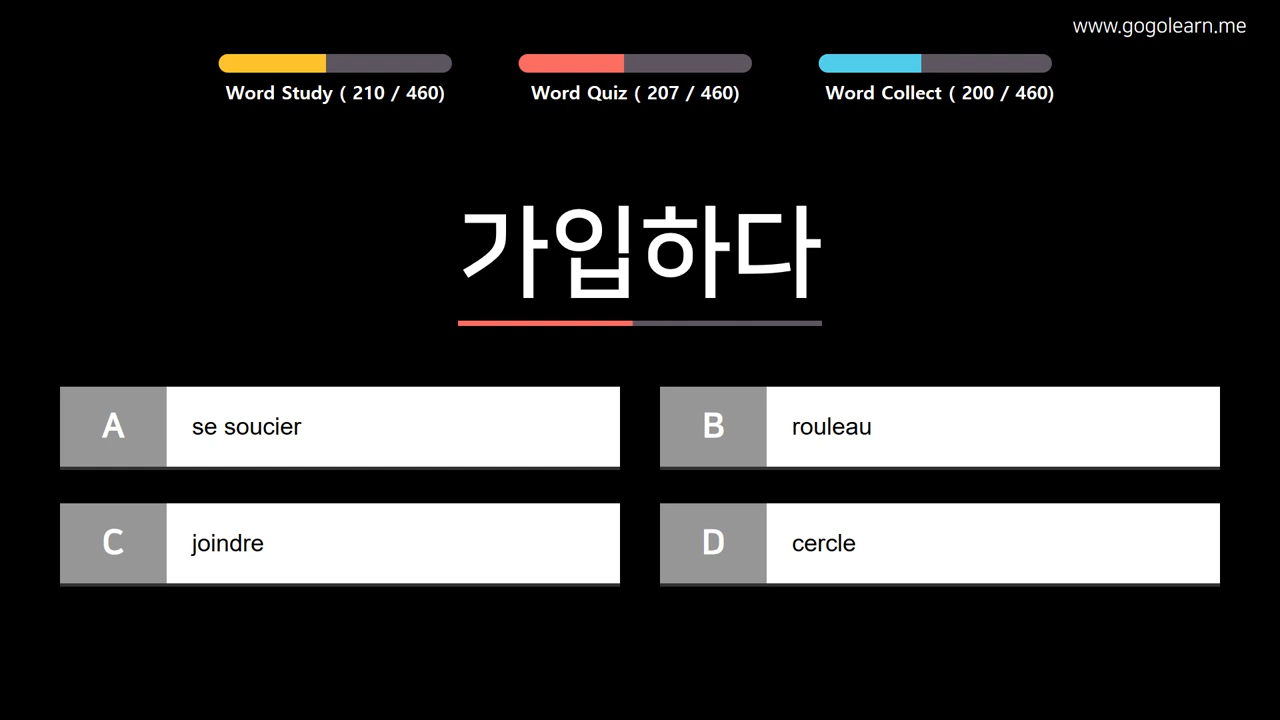 www.gogolearn.me
Word Study ( 210 / 460)
Word Quiz ( 207 / 460)
Word Collect ( 200 / 460)
가입하다
A se soucier
B rouleau
C joindre
D cercle